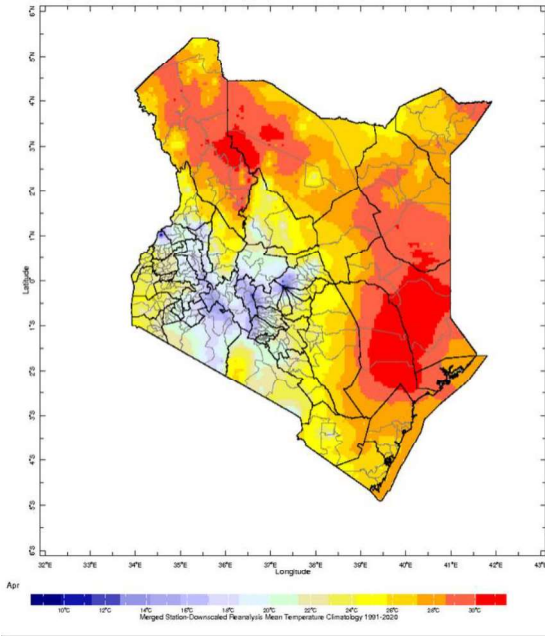 5°N
4°N
3°N
2°N
1°N
0°
1°S
2°S
3°S
4°S
5°S
6°S
Latitude
32°E 33°E 34°E 35°E 36°E 37°E 38°E 39°E 40°E 41°E 42°E 43°E
Longitude
Apr
10°C 12°C 14°C 16°C 18°C 20°C 22°C 24°C 26°C 28°C 30°C
Merged Station-Downscaled Reanalysis Mean Temperature Climatology 1991-2020